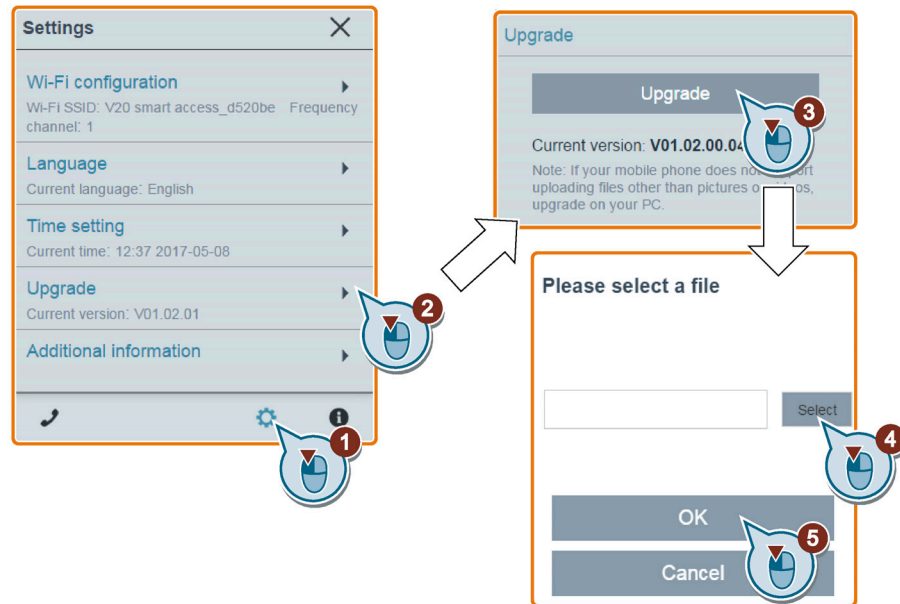 Settings
Wi-Fi configuration
Wi-Fi SSID: V20 smart access_d520be Frequency
channel: 1
Language
Current language: English
Time setting
Current time: 12:37 2017-05-08
Upgrade
Current version: V01.02.01
Additional information
1
2
Upgrade
Upgrade
3
Current version: V01.02.00.04
Note: If your mobile phone does
uploading files other than pictures
upgrade on your PC.
Please select a file
Select
4
OK
5
Cancel